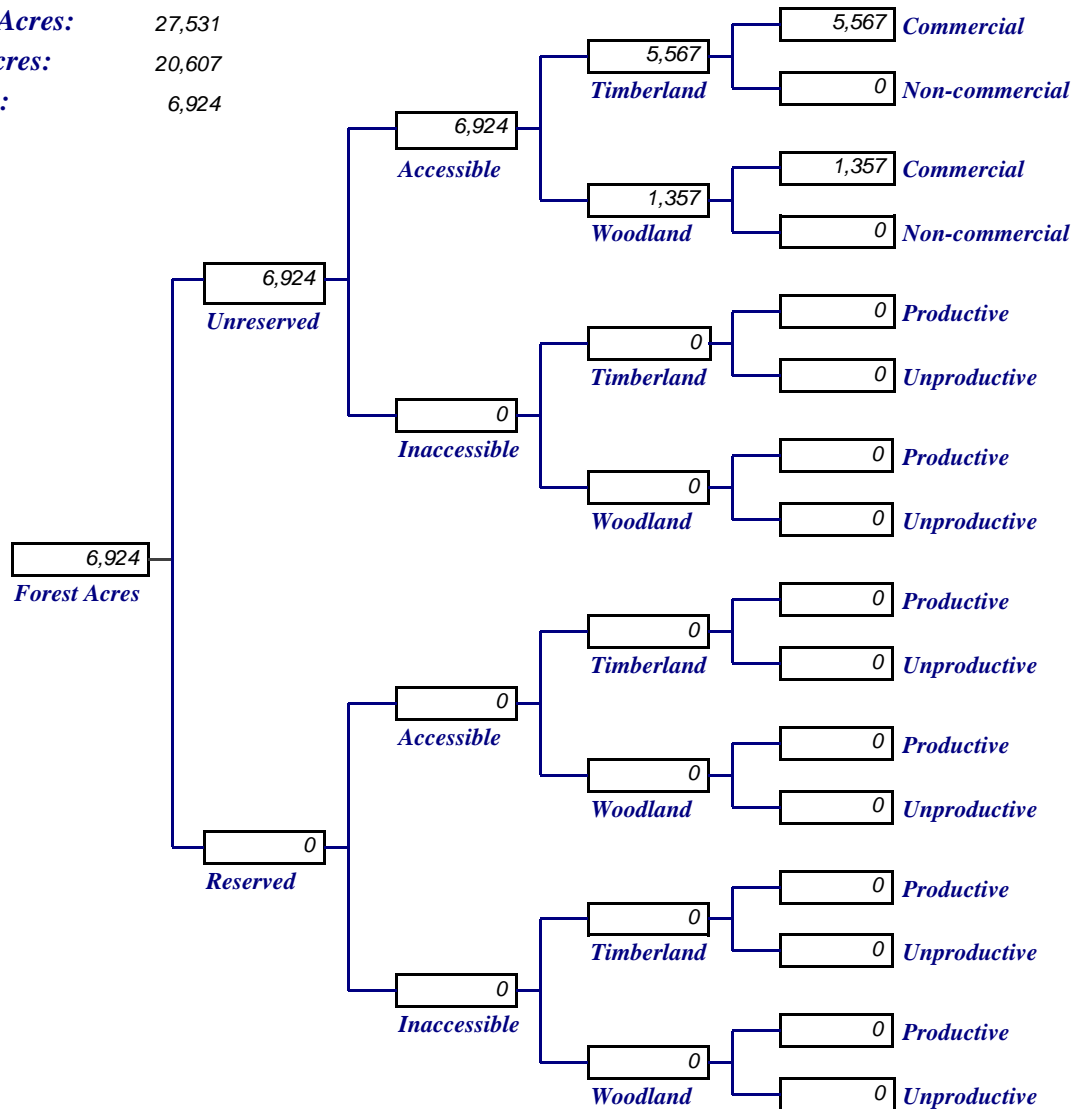 Acres: 27,531
cres: 20,607
: 6,924
5,567 Commercial
5,567
Timberland
0 Non-commercial
6,924
Accessible
1,357 Commercial
1,357
Woodland
0 Non-commercial
6,924
Unreserved
0 Productive
0
Timberland
0 Unproductive
0
Inaccessible
0 Productive
0
Woodland
0 Unproductive
6,924
Forest Acres
0 Productive
0
Timberland
0 Unproductive
0
Accessible
0 Productive
0
Woodland
0 Unproductive
0
Reserved
0 Productive
0
Timberland
0 Unproductive
0
Inaccessible
0 Productive
0
Woodland
0 Unproductive